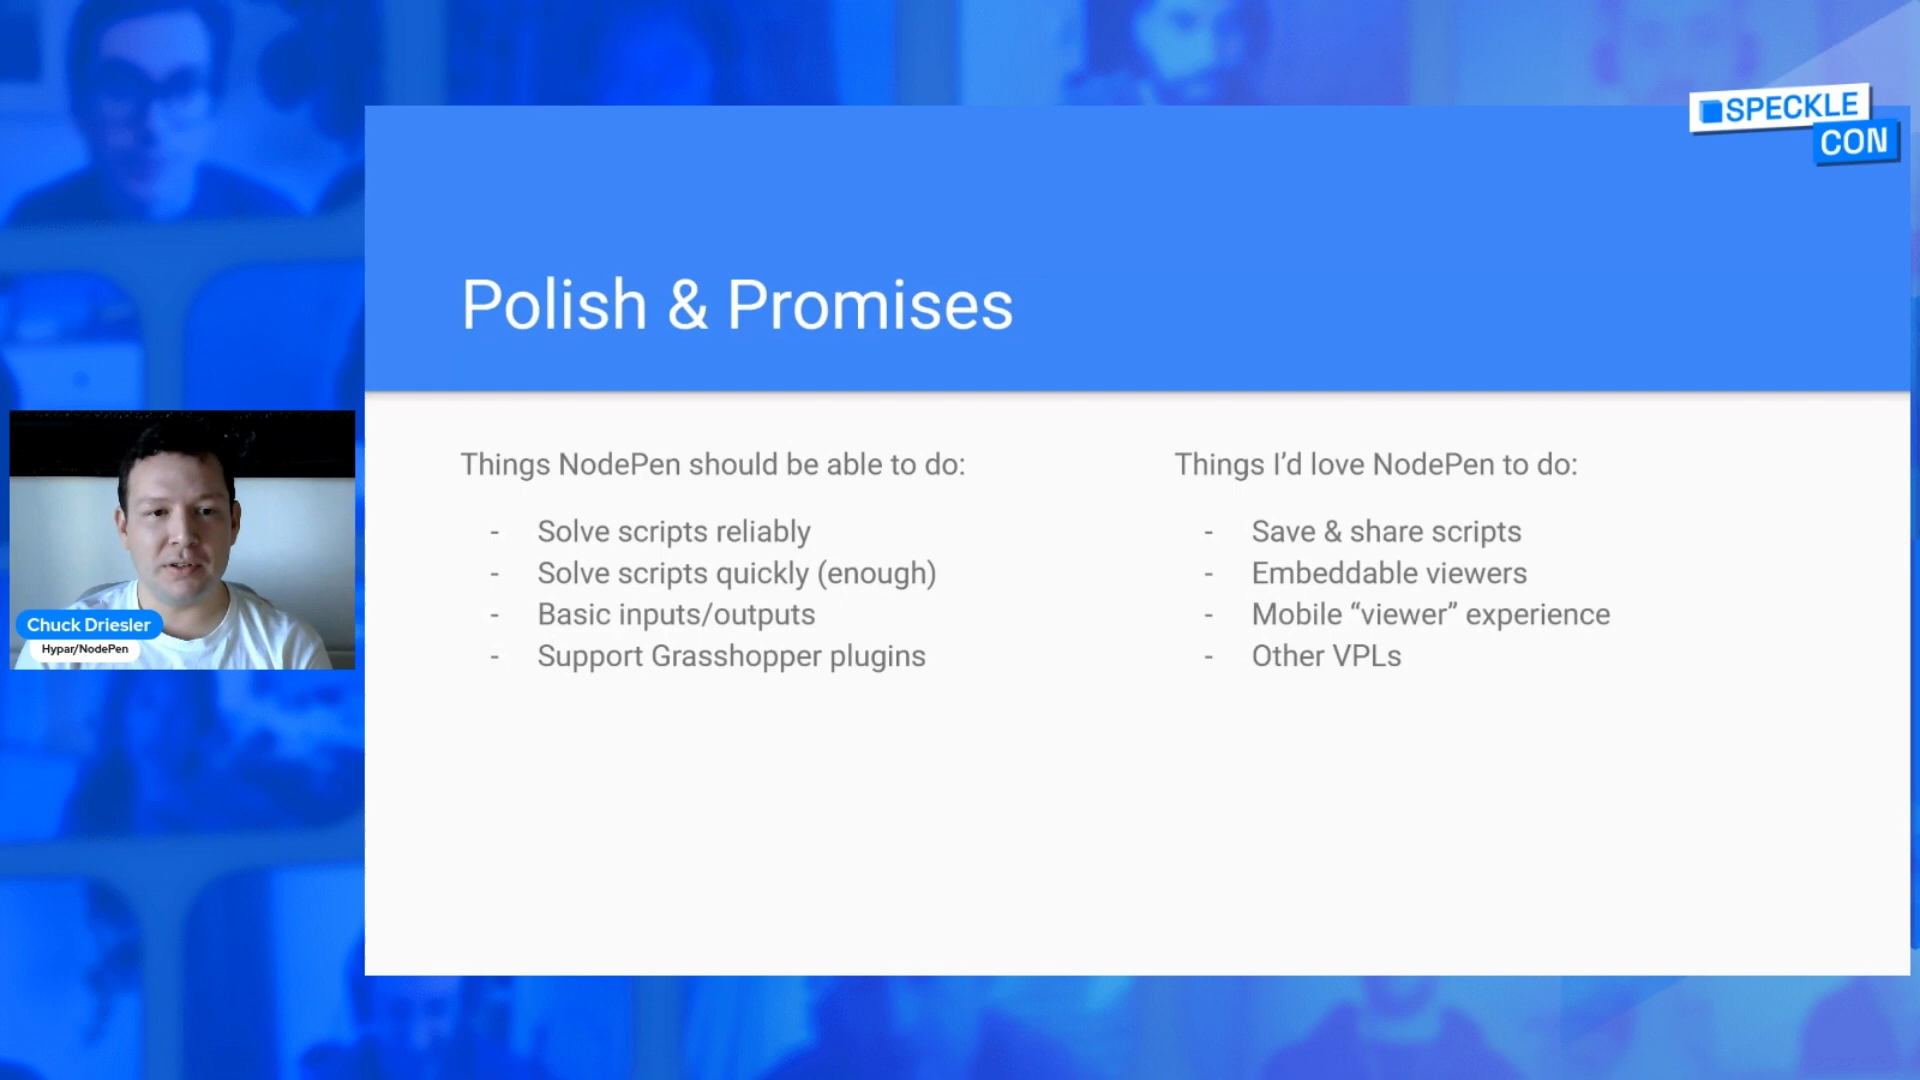 SPECKLE
CON
Polish & Promises
Things NodePen should be able to do:
- Solve scripts reliably
- Solve scripts quickly (enough)
- Basic inputs/outputs
- Support Grasshopper plugins
Things I’d love NodePen to do:
- Save & share scripts
- Embeddable viewers
- Mobile “viewer” experience
- Other VPLs
Chuck Driesler
Hypar/NodePen